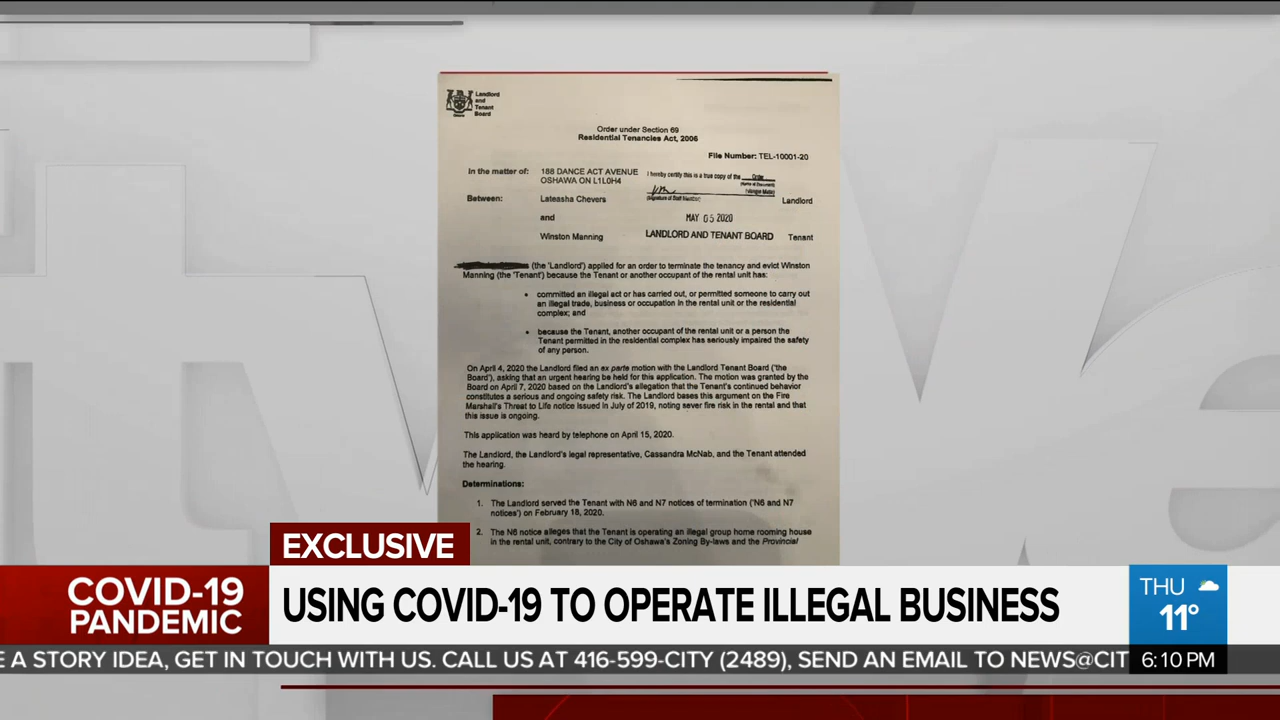 Landlord
and
Tenant
Board
Ontario
Order under Section 69
Residential Tenancies Act, 2006
File Number: TEL-10001-20
In the matter of: 188 DANCE ACT AVENUE
OSHAWA ON L1L0H4
I hereby certify this is a true copy of the Order
(Name of Document)
(Signature of Staff Member)
Between: Lateasha Chevers Landlord
and
MAY 05 2020
Winston Manning LANDLORD AND TENANT BOARD Tenant
(the 'Landlord') applied for an order to terminate the tenancy and evict Winston
Manning (the 'Tenant') because the Tenant or another occupant of the rental unit has:
• committed an illegal act or has carried out, or permitted someone to carry out
an illegal trade, business or occupation in the rental unit or the residential
complex; and
• because the Tenant, another occupant of the rental unit or a person the
Tenant permitted in the residential complex has seriously impaired the safety
of any person.
On April 4, 2020 the Landlord filed an ex parte motion with the Landlord Tenant Board ('the
Board'), asking that an urgent hearing be held for this application. The motion was granted by the
Board on April 7, 2020 based on the Landlord's allegation that the Tenant's continued behavior
constitutes a serious and ongoing safety risk. The Landlord bases this argument on the Fire
Marshall's Threat to Life notice issued in July of 2019, noting sever fire risk in the rental and that
this issue is ongoing.
This application was heard by telephone on April 15, 2020.
The Landlord, the Landlord's legal representative, Cassandra McNab, and the Tenant attended
the hearing.
Determinations:
1. The Landlord served the Tenant with N6 and N7 notices of termination ('N6 and N7
notices') on February 18, 2020.
2. The N6 notice alleges that the Tenant is operating an illegal group home rooming house
in the rental unit, contrary to the City of Oshawa's Zoning By-laws and the Provincial
EXCLUSIVE
COVID-19
PANDEMIC
USING COVID-19 TO OPERATE ILLEGAL BUSINESS
THU
11°
E A STORY IDEA, GET IN TOUCH WITH US. CALL US AT 416-599-CITY (2489), SEND AN EMAIL TO NEWS@CIT
6:10 PM